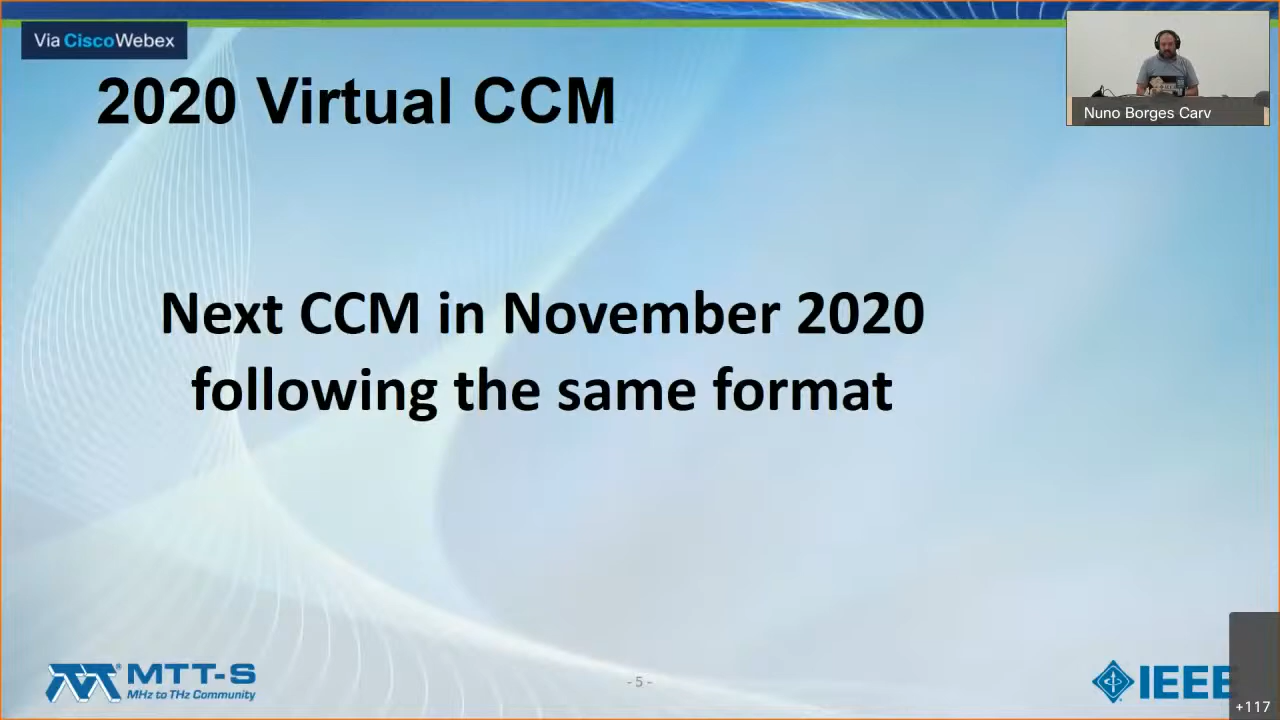 Via CiscoWebex
2020 Virtual CCM
Nuno Borges Carv
Next CCM in November 2020
following the same format
MTT-S
MHz to THz Community
- 5 -
IEEE
+117